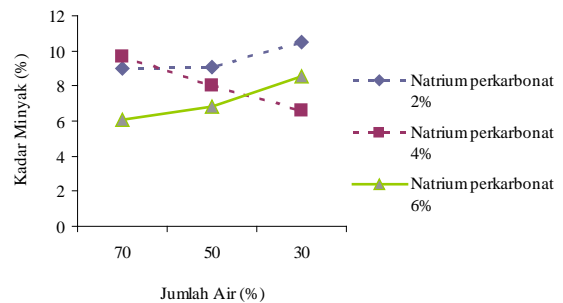 12
10
8
6
4
2
0
Kadar Minyak (%)
70 50 30
Jumlah Air (%)
Natrium perkarbonat
2%
Natrium perkarbonat
4%
Natrium perkarbonat
6%